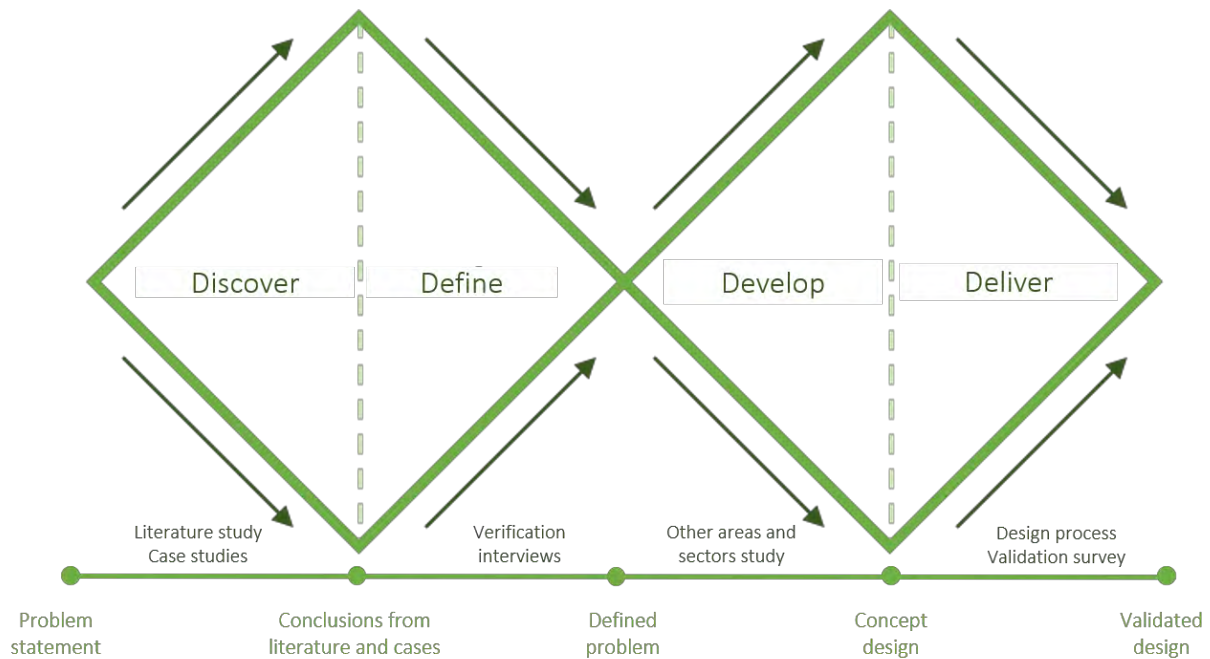 Discover
Define
Develop
Deliver
Literature study
Case studies
Verification
interviews
Other areas and
sectors study
Design process
Validation survey
Problem
statement
Conclusions from
literature and cases
Defined
problem
Concept
design
Validated
design